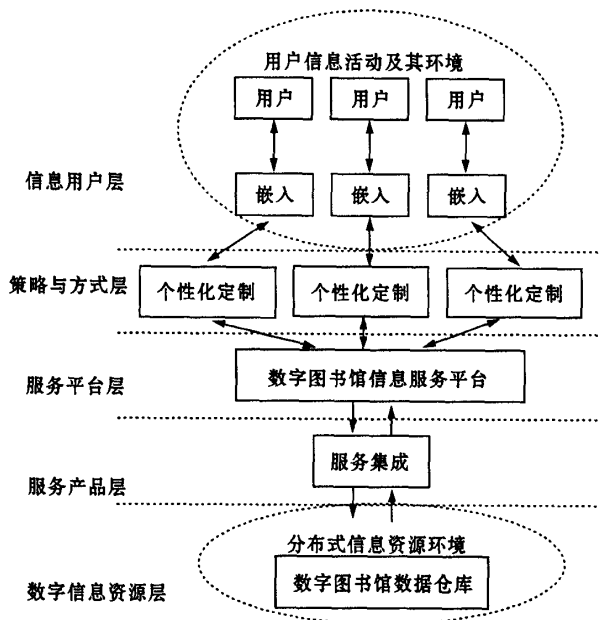 用户信息活动及其环境
用户 用户 用户
信息用户层
嵌入 嵌入 嵌入
策略与方式层
个性化定制 个性化定制 个性化定制
服务平台层
数字图书馆信息服务平台
服务集成
服务产品层
分布式信息资源环境
数字图书馆数据仓库
数字信息资源层